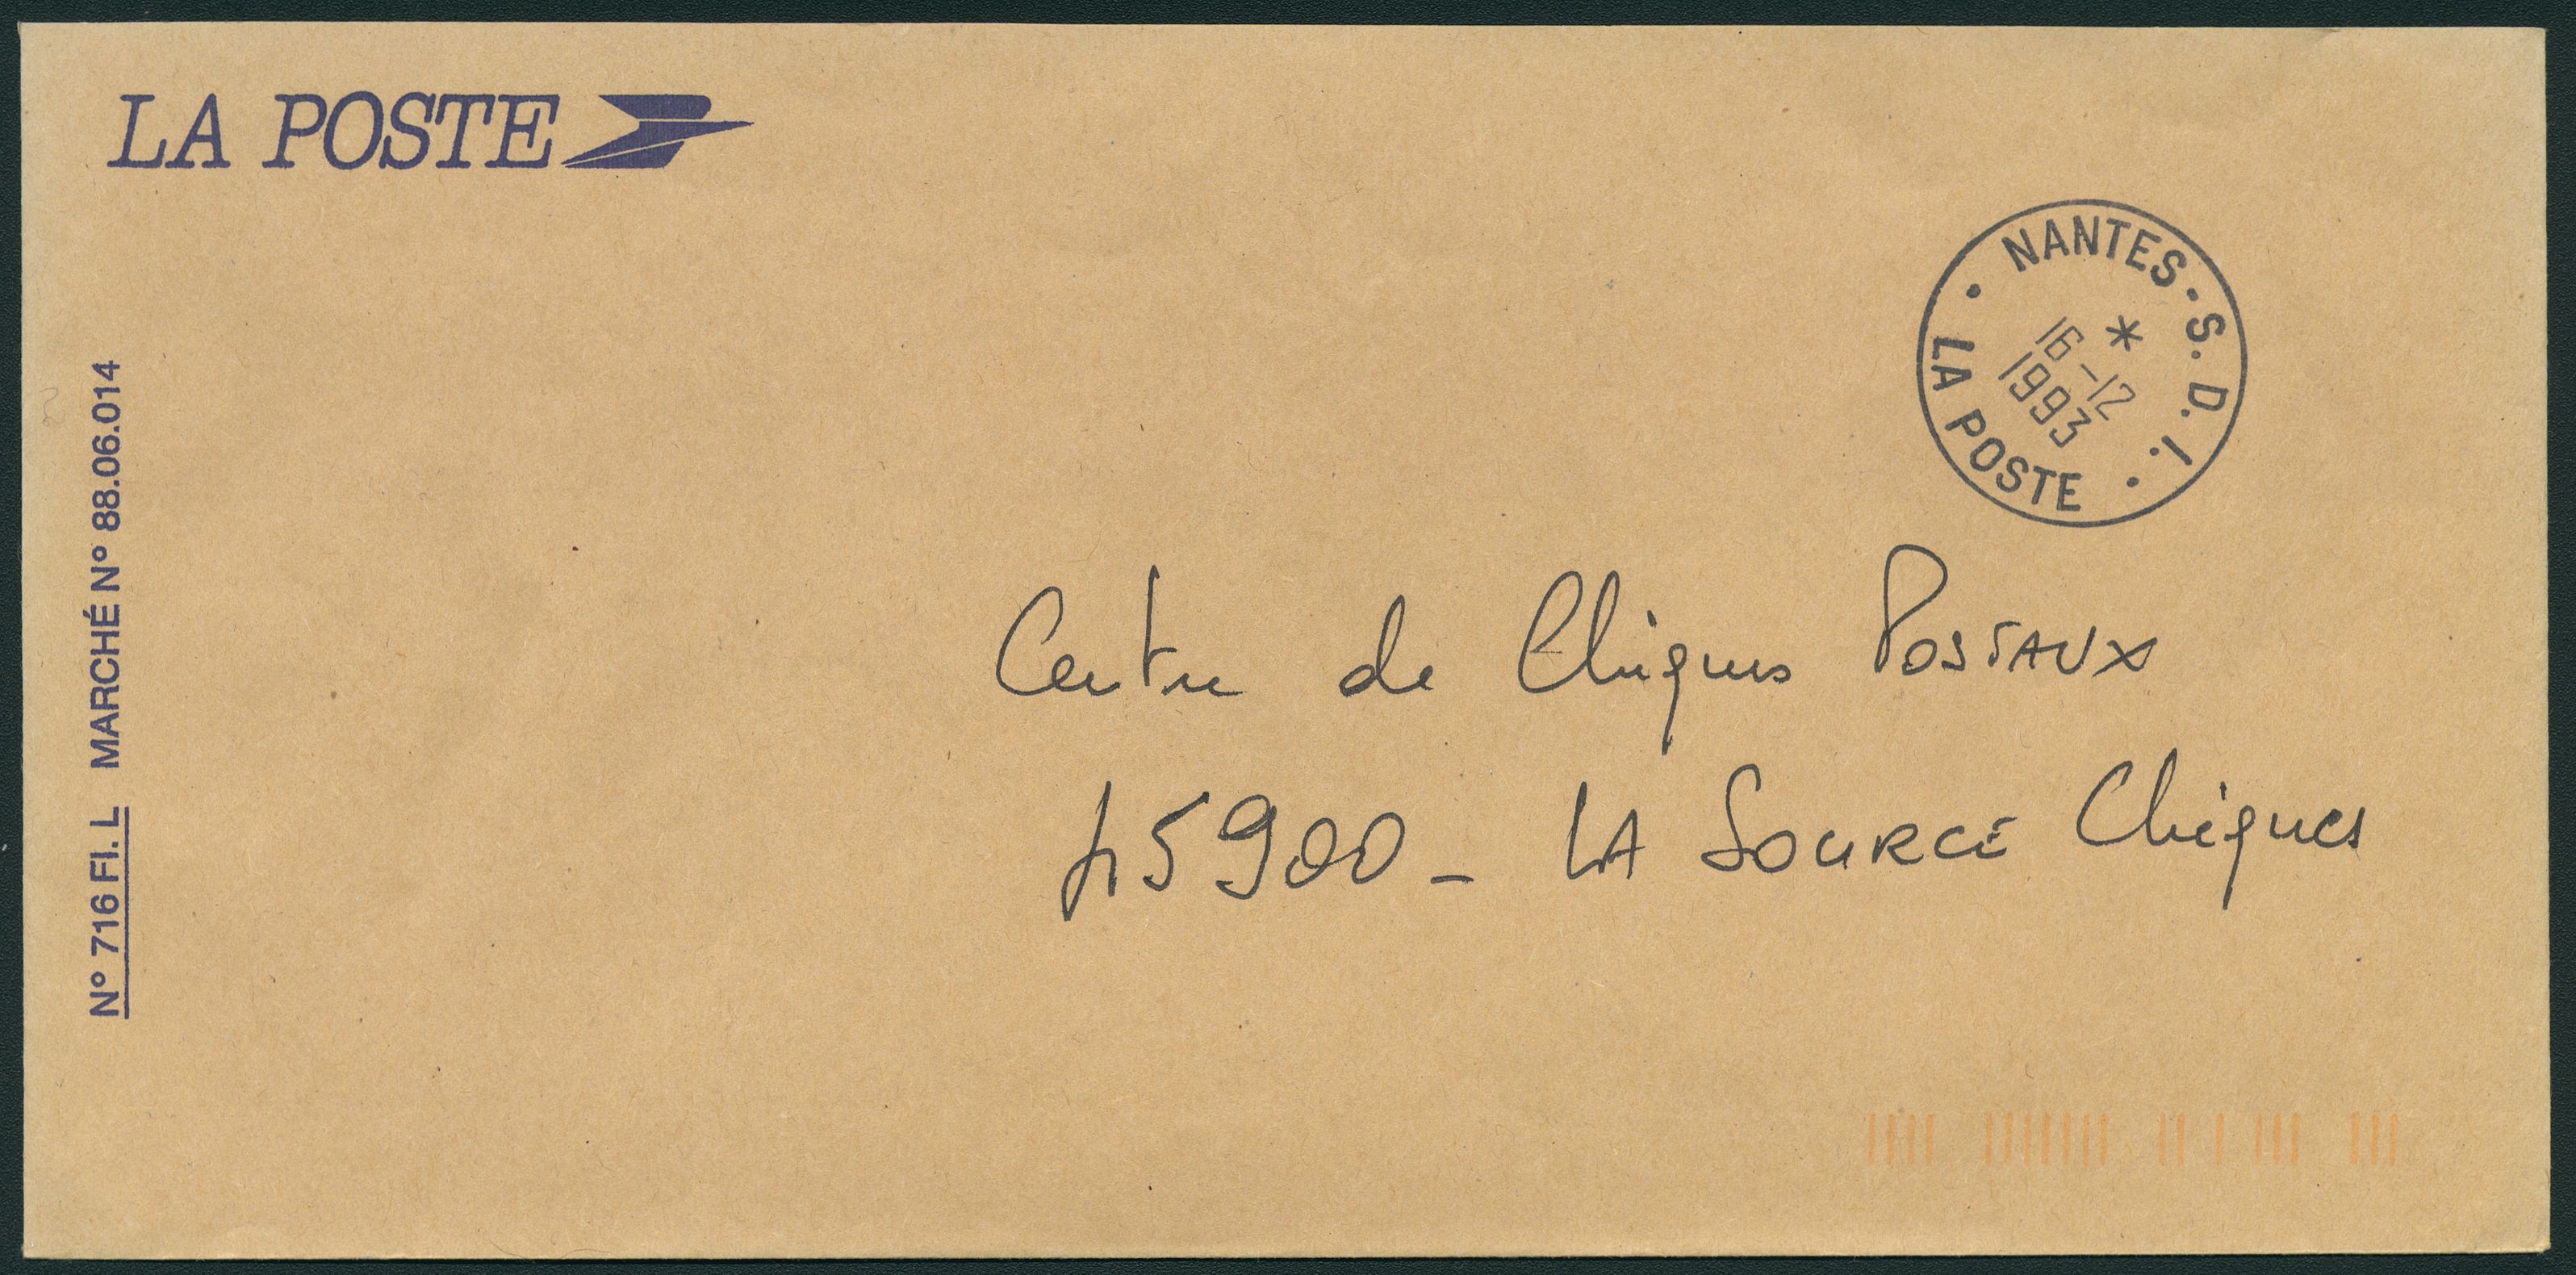 LA POSTE
NANTES · S. D. I. ·
*
16-12
1993
LA POSTE
N° 716 FI. L MARCHÉ N° 88.06.014
Centre de Chèques POSTAUX
45900 - LA SOURCE Chèques